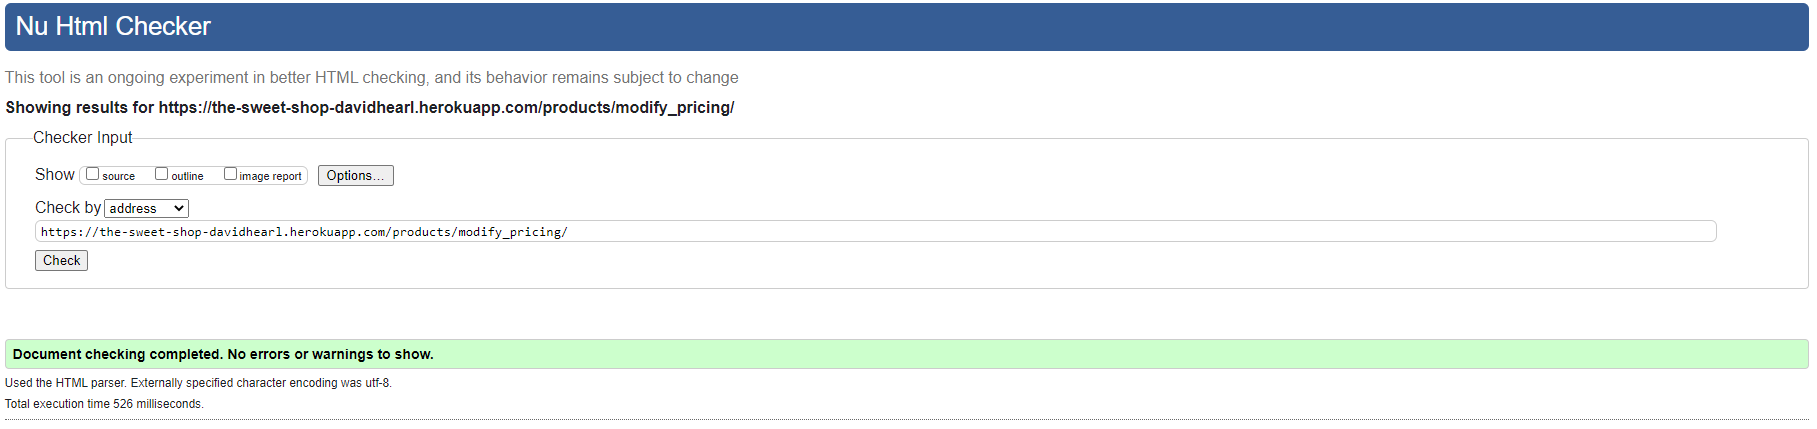 Nu Html Checker
This tool is an ongoing experiment in better HTML checking, and its behavior remains subject to change
Showing results for https://the-sweet-shop-davidhearl.herokuapp.com/products/modify_pricing/
Checker Input
Show source outline image report Options...
Check by address
https://the-sweet-shop-davidhearl.herokuapp.com/products/modify_pricing/
Check
Document checking completed. No errors or warnings to show.
Used the HTML parser. Externally specified character encoding was utf-8.
Total execution time 526 milliseconds.